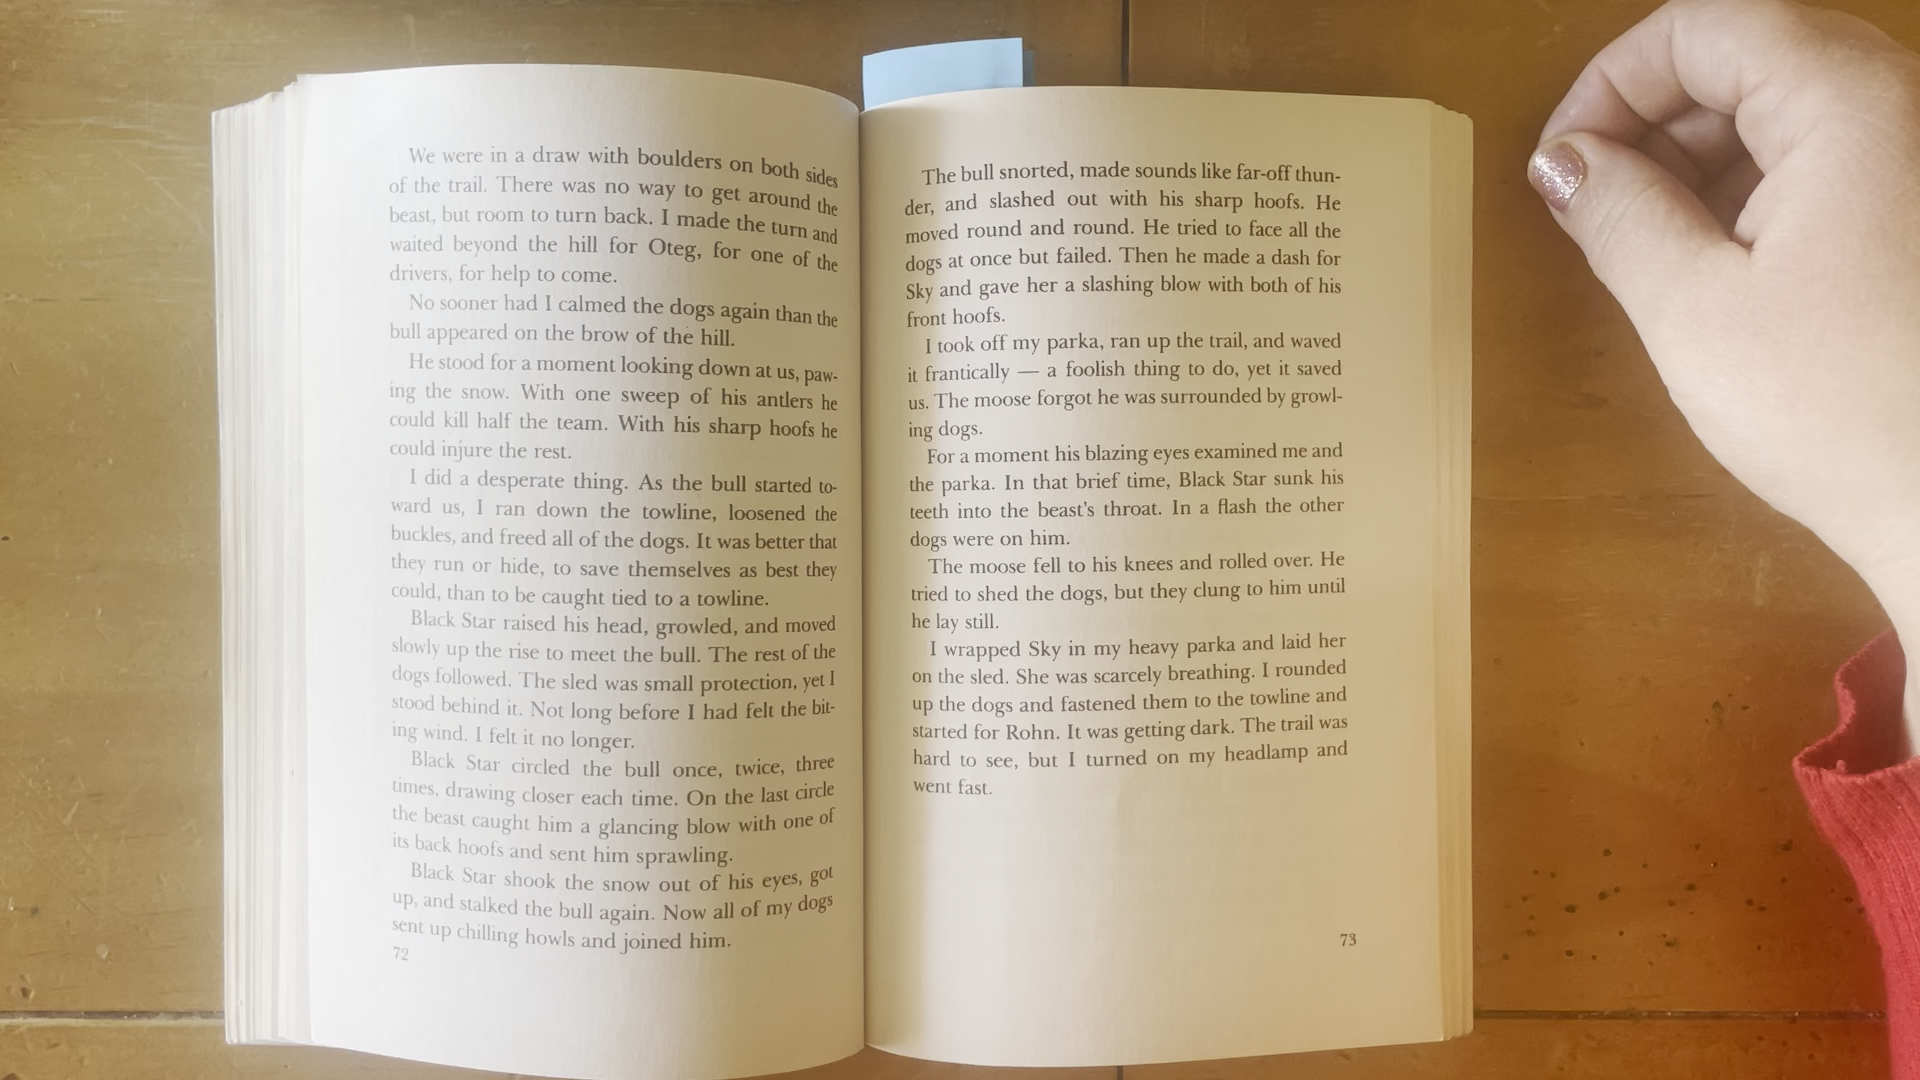 We were in a draw with boulders on both sides
of the trail. There was no way to get around the
beast, but room to turn back. I made the turn and
waited beyond the hill for Oteg, for one of the
drivers, for help to come.
No sooner had I calmed the dogs again than the
bull appeared on the brow of the hill.
He stood for a moment looking down at us, paw-
ing the snow. With one sweep of his antlers he
could kill half the team. With his sharp hoofs he
could injure the rest.
I did a desperate thing. As the bull started to-
ward us, I ran down the towline, loosened the
buckles, and freed all of the dogs. It was better that
they run or hide, to save themselves as best they
could, than to be caught tied to a towline.
Black Star raised his head, growled, and moved
slowly up the rise to meet the bull. The rest of the
dogs followed. The sled was small protection, yet I
stood behind it. Not long before I had felt the bit-
ing wind. I felt it no longer.
Black Star circled the bull once, twice, three
times, drawing closer each time. On the last circle
the beast caught him a glancing blow with one of
its back hoofs and sent him sprawling.
Black Star shook the snow out of his eyes, got
up, and stalked the bull again. Now all of my dogs
sent up chilling howls and joined him.
72
The bull snorted, made sounds like far-off thun-
der, and slashed out with his sharp hoofs. He
moved round and round. He tried to face all the
dogs at once but failed. Then he made a dash for
Sky and gave her a slashing blow with both of his
front hoofs.
I took off my parka, ran up the trail, and waved
it frantically — a foolish thing to do, yet it saved
us. The moose forgot he was surrounded by growl-
ing dogs.
For a moment his blazing eyes examined me and
the parka. In that brief time, Black Star sunk his
teeth into the beast's throat. In a flash the other
dogs were on him.
The moose fell to his knees and rolled over. He
tried to shed the dogs, but they clung to him until
he lay still.
I wrapped Sky in my heavy parka and laid her
on the sled. She was scarcely breathing. I rounded
up the dogs and fastened them to the towline and
started for Rohn. It was getting dark. The trail was
hard to see, but I turned on my headlamp and
went fast.
73